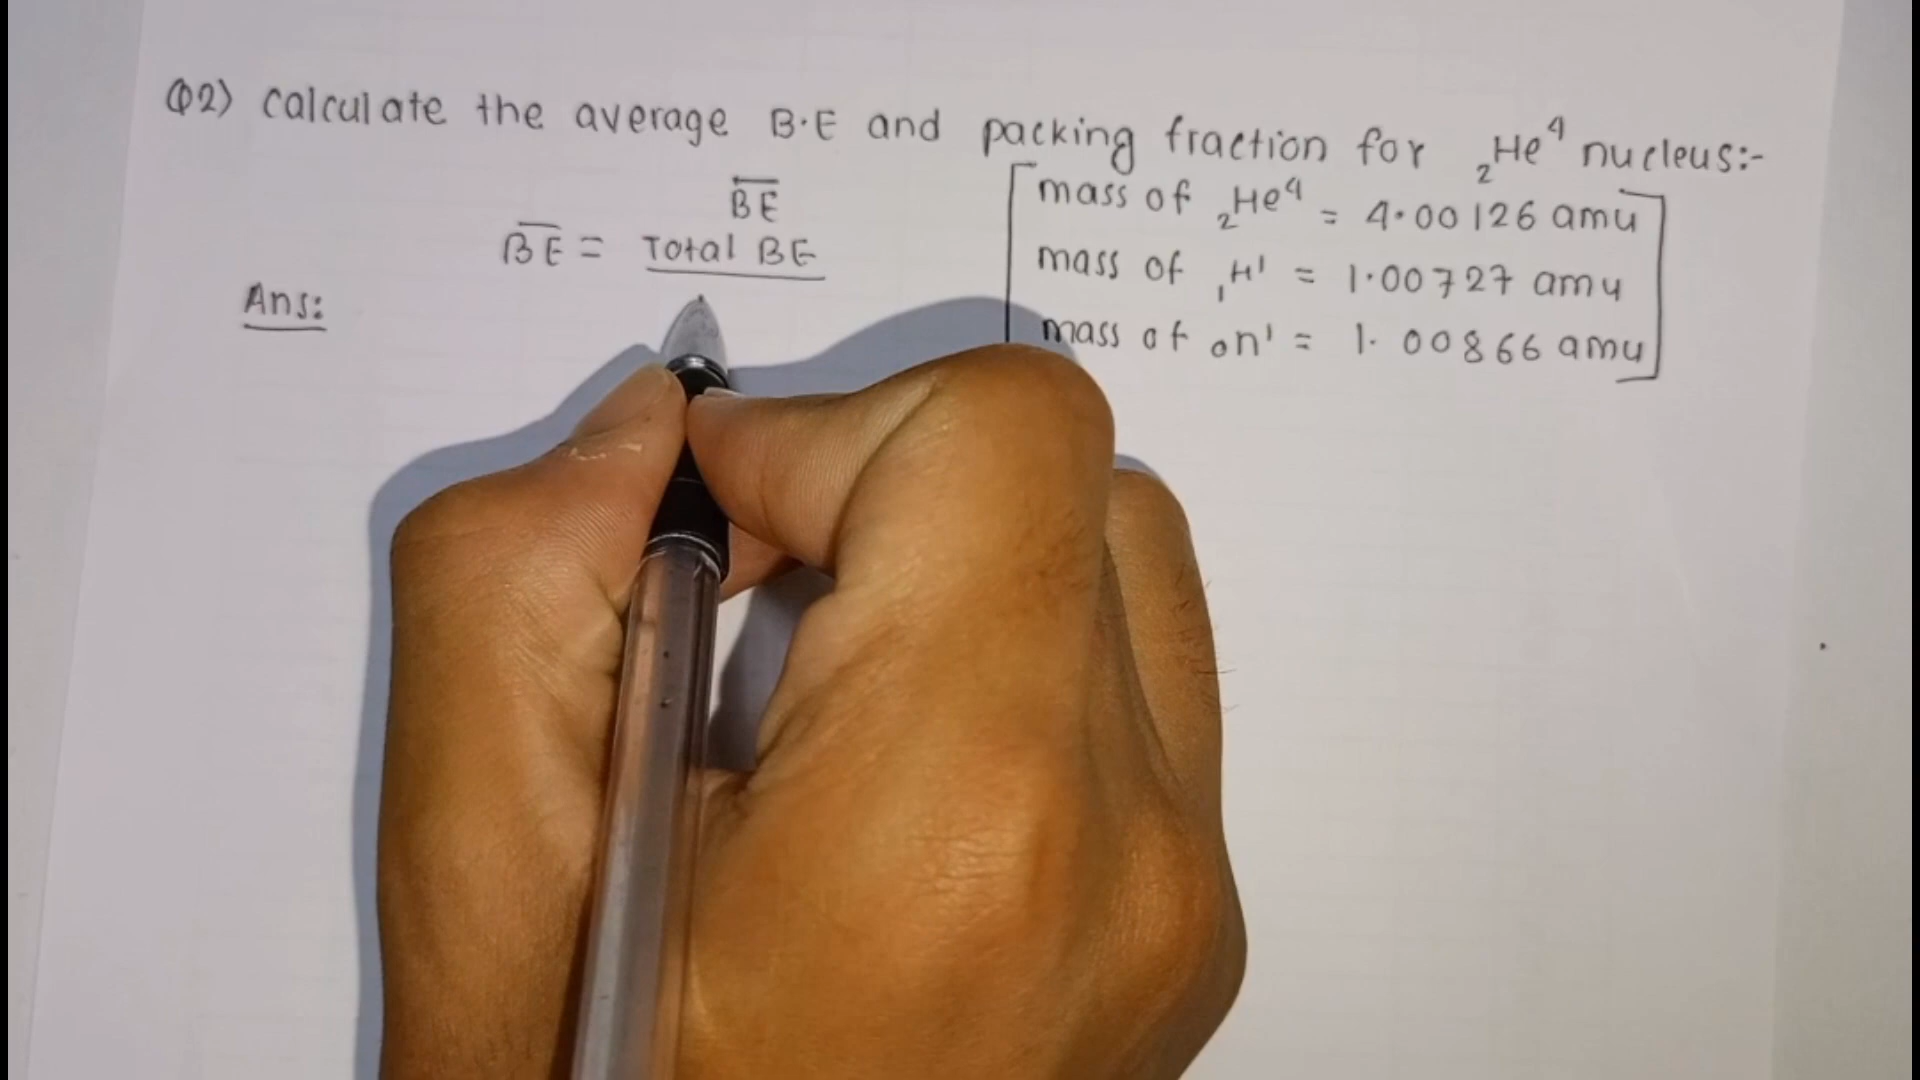 Q2) calculate the average B.E and packing fraction for ₂He⁴ nucleus:-
B̅E̅
B̅E̅ = Total BE
Ans:
mass of ₂He⁴ = 4.00126 amu
mass of ₁H¹ = 1.00727 amu
mass of ₀n¹ = 1.00866 amu